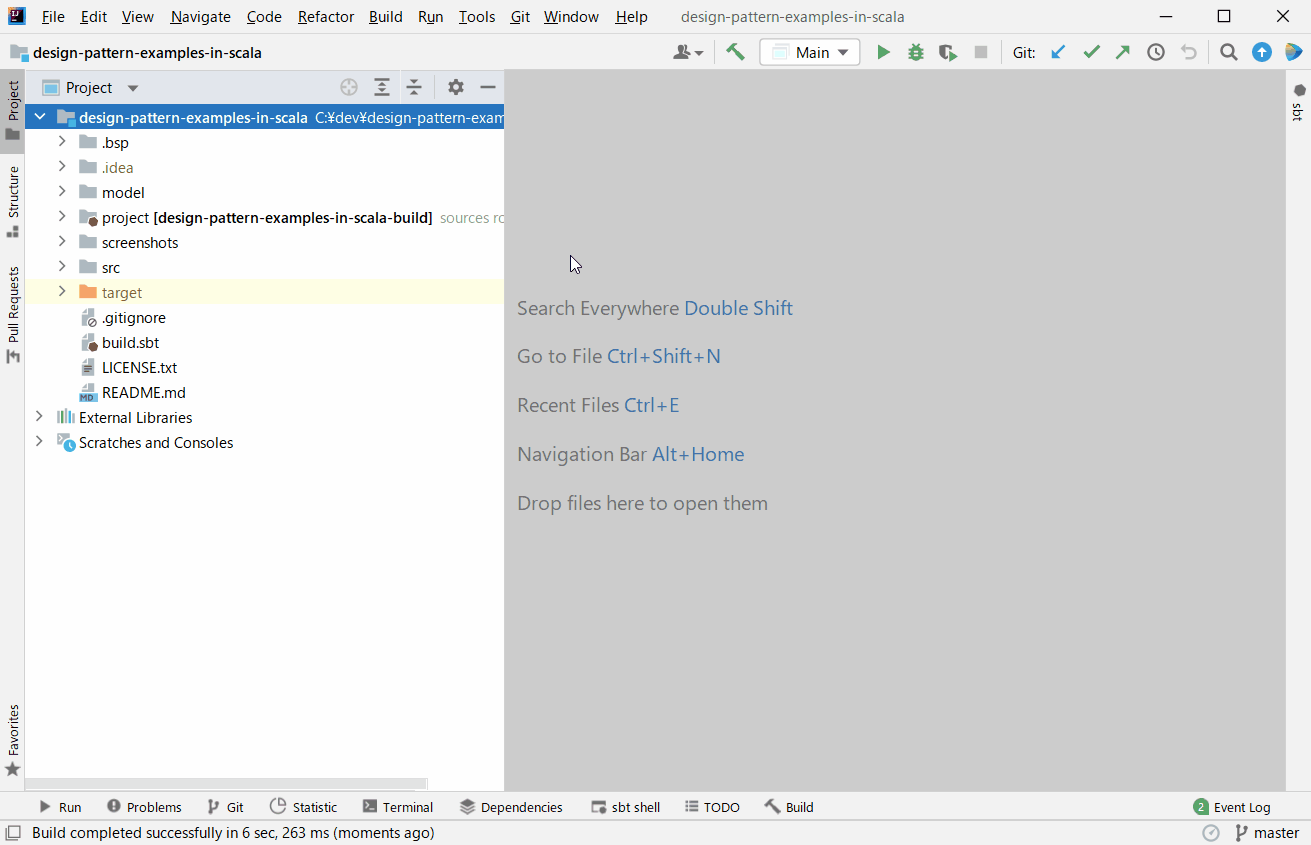 File Edit View Navigate Code Refactor Build Run Tools Git Window Help design-pattern-examples-in-scala
design-pattern-examples-in-scala Main Git:
Project
Project
design-pattern-examples-in-scala C:¥dev¥design-pattern-exam
.bsp
.idea
model
project [design-pattern-examples-in-scala-build] sources ro
screenshots
src
target
.gitignore
build.sbt
LICENSE.txt
MD README.md
External Libraries
Scratches and Consoles
Structure
Pull Requests
Favorites
Search Everywhere Double Shift
Go to File Ctrl+Shift+N
Recent Files Ctrl+E
Navigation Bar Alt+Home
Drop files here to open them
sbt
Run Problems Git Statistic Terminal Dependencies sbt shell TODO Build 2 Event Log
Build completed successfully in 6 sec, 263 ms (moments ago) master